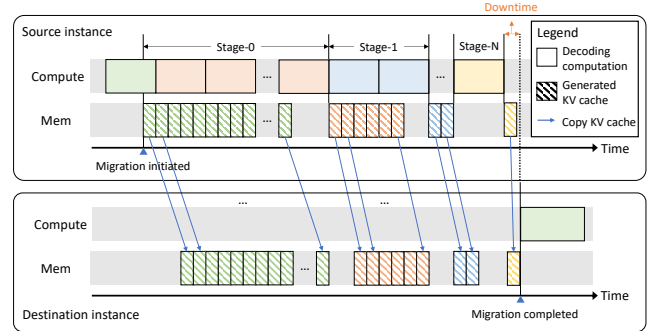 Downtime
Source instance
Stage-0
Stage-1
Stage-N
Legend
Decoding computation
Generated KV cache
Copy KV cache
Compute
...
...
Mem
...
Time
Migration initiated
...
...
Compute
Mem
...
Time
Migration completed
Destination instance